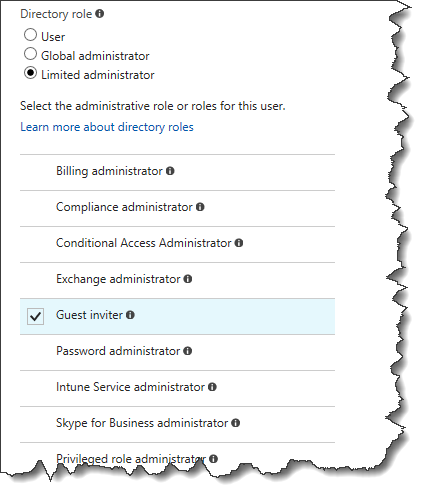 Directory role
User
Global administrator
Limited administrator
Select the administrative role or roles for this user.
Learn more about directory roles
Billing administrator
Compliance administrator
Conditional Access Administrator
Exchange administrator
Guest inviter
Password administrator
Intune Service administrator
Skype for Business administrator
Privileged role administrator